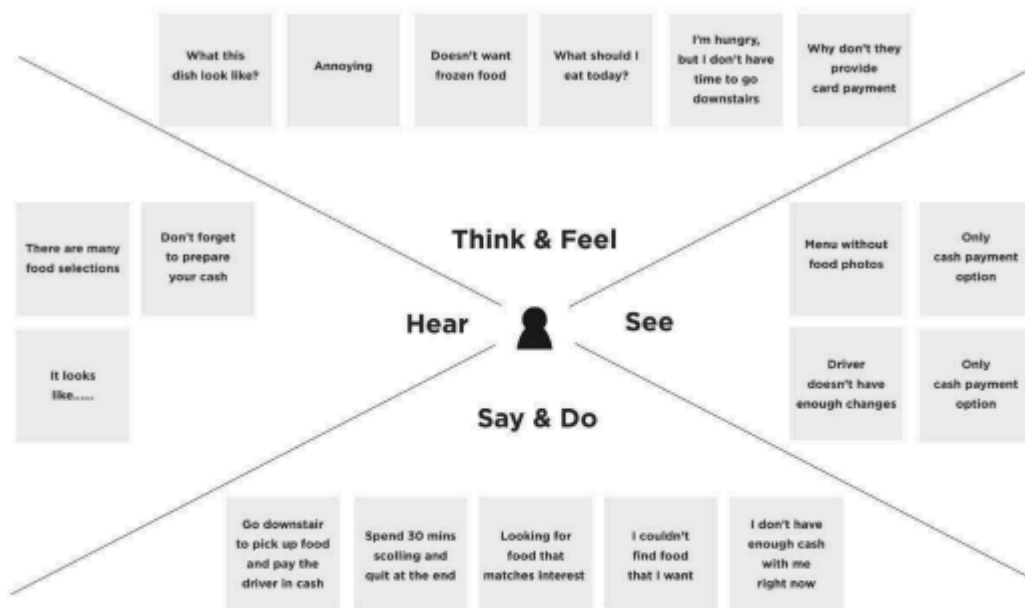 What this
dish look like?
Annoying
Doesn't want
frozen food
What should I
eat today?
I'm hungry,
but I don't have
time to go
downstairs
Why don't they
provide
card payment
Think & Feel
There are many
food selections
Don't forget
to prepare
your cash
It looks
like.....
Hear
See
Menu without
food photos
Only
cash payment
option
Driver
doesn't have
enough changes
Only
cash payment
option
Say & Do
Go downstair
to pick up food
and pay the
driver in cash
Spend 30 mins
scolling and
quit at the end
Looking for
food that
matches interest
I couldn't
find food
that i want
I don't have
enough cash
with me
right now